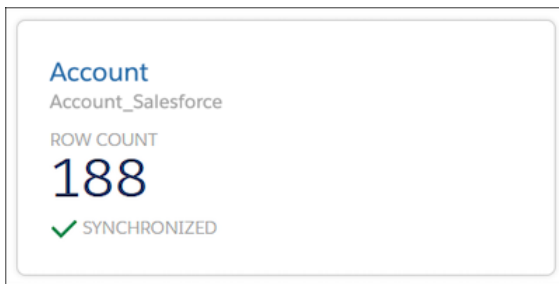 Account
Account_Salesforce
ROW COUNT
188
SYNCHRONIZED